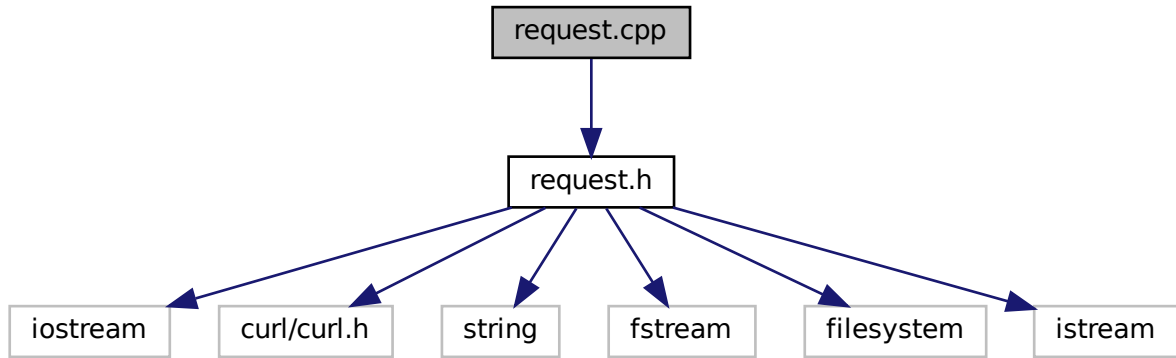 request.cpp
request.h
iostream
curl/curl.h
string
fstream
filesystem
istream